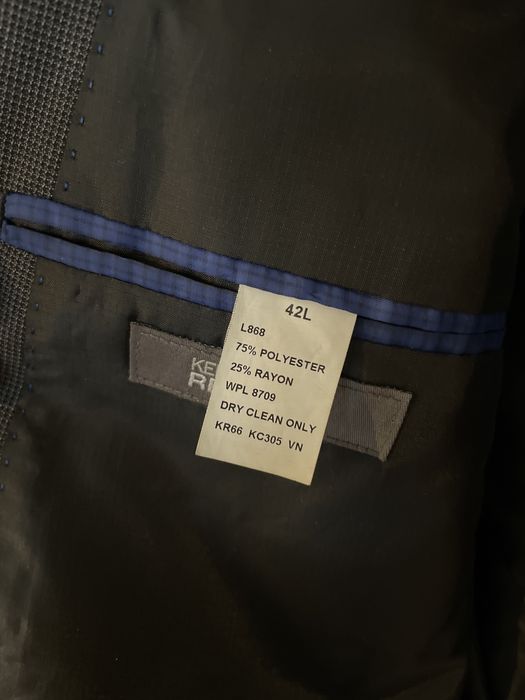 42L
L868
75% POLYESTER
25% RAYON
WPL 8709
DRY CLEAN ONLY
KR66 KC305 VN